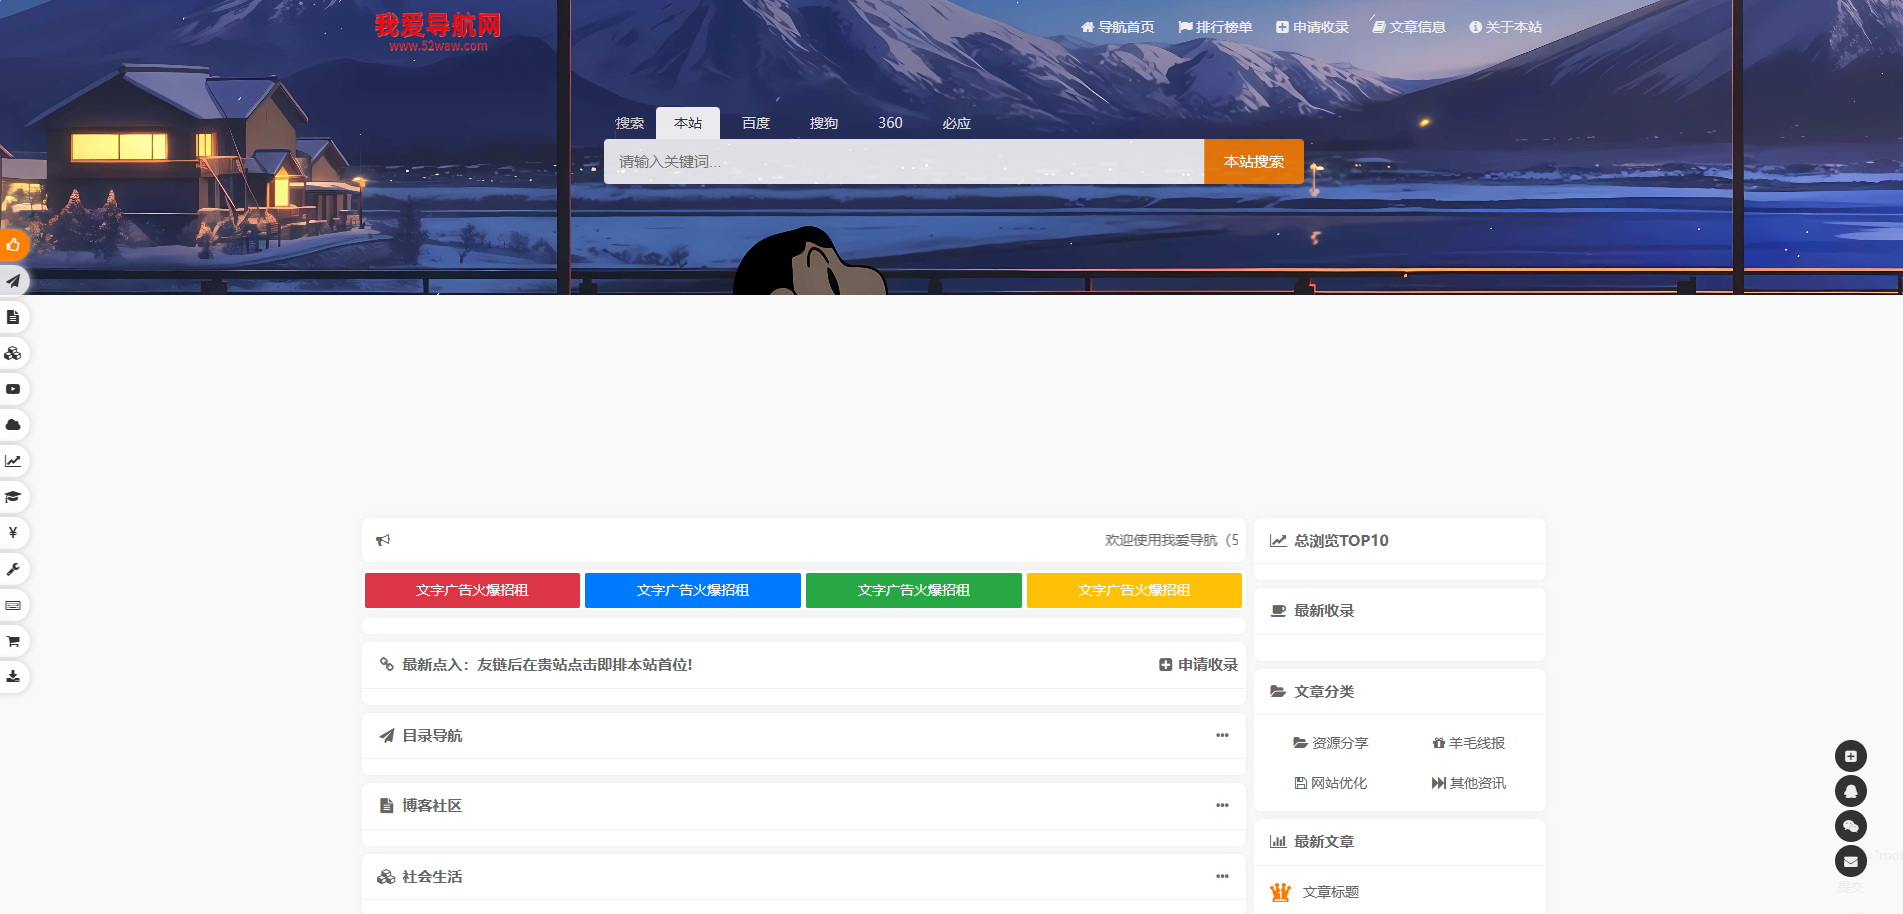 我爱导航网
www.52wsw.com
导航首页 排行榜单 申请收录 文章信息 关于本站
搜索 本站 百度 搜狗 360 必应
请输入关键词...
本站搜索
欢迎使用我爱导航（5
文字广告火爆招租 文字广告火爆招租 文字广告火爆招租 文字广告火爆招租
最新点入：友链后在贵站点击即排本站首位!
申请收录
目录导航
博客社区
社会生活
总浏览TOP10
最新收录
文章分类
资源分享 羊毛线报
网站优化 其他资讯
最新文章
1 文章标题
提交